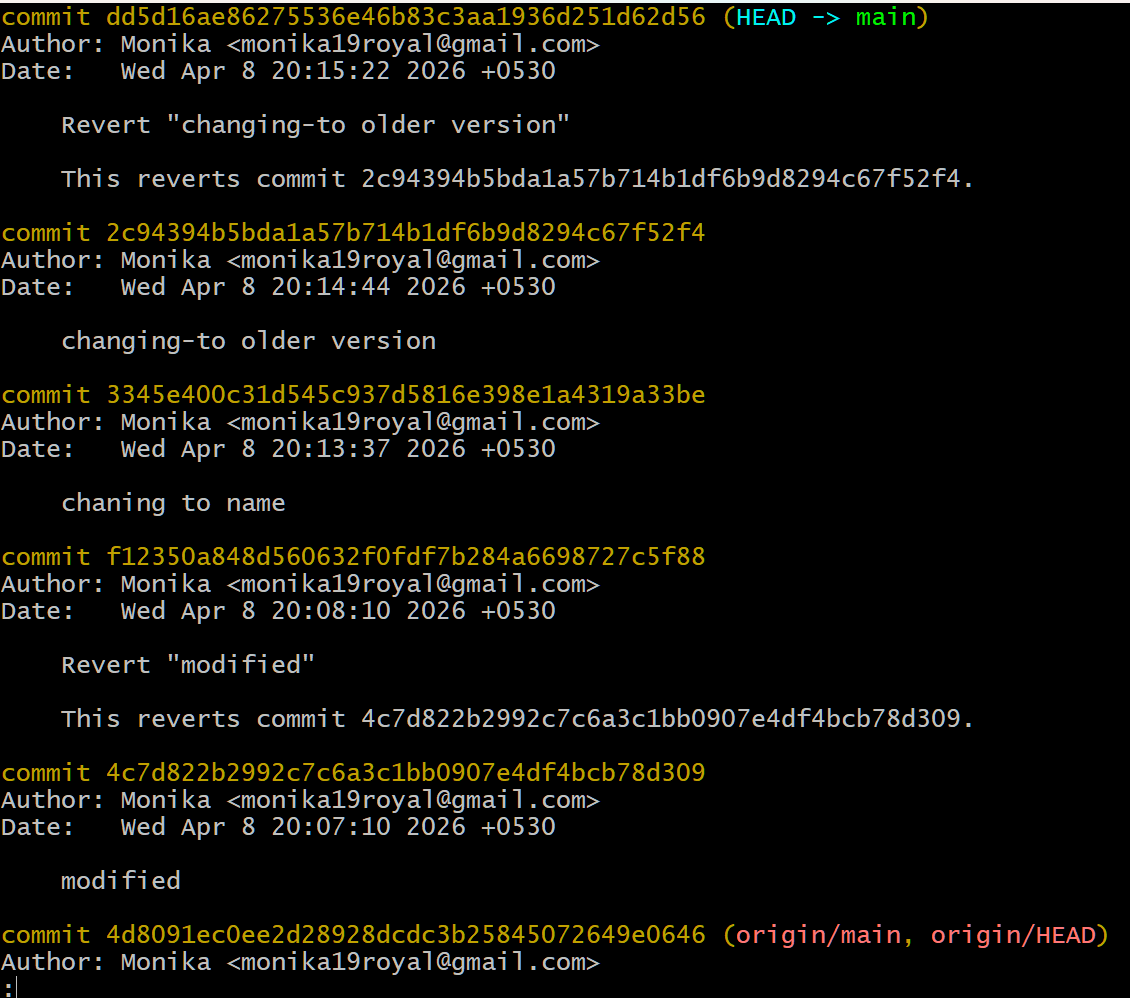 commit dd5d16ae86275536e46b83c3aa1936d251d62d56 (HEAD -> main)
Author: Monika <monika19royal@gmail.com>
Date:   Wed Apr 8 20:15:22 2026 +0530

    Revert "changing-to older version"

    This reverts commit 2c94394b5bda1a57b714b1df6b9d8294c67f52f4.

commit 2c94394b5bda1a57b714b1df6b9d8294c67f52f4
Author: Monika <monika19royal@gmail.com>
Date:   Wed Apr 8 20:14:44 2026 +0530

    changing-to older version

commit 3345e400c31d545c937d5816e398e1a4319a33be
Author: Monika <monika19royal@gmail.com>
Date:   Wed Apr 8 20:13:37 2026 +0530

    chaning to name

commit f12350a848d560632f0fdf7b284a6698727c5f88
Author: Monika <monika19royal@gmail.com>
Date:   Wed Apr 8 20:08:10 2026 +0530

    Revert "modified"

    This reverts commit 4c7d822b2992c7c6a3c1bb0907e4df4bcb78d309.

commit 4c7d822b2992c7c6a3c1bb0907e4df4bcb78d309
Author: Monika <monika19royal@gmail.com>
Date:   Wed Apr 8 20:07:10 2026 +0530

    modified

commit 4d8091ec0ee2d28928dcdc3b25845072649e0646 (origin/main, origin/HEAD)
Author: Monika <monika19royal@gmail.com>
: